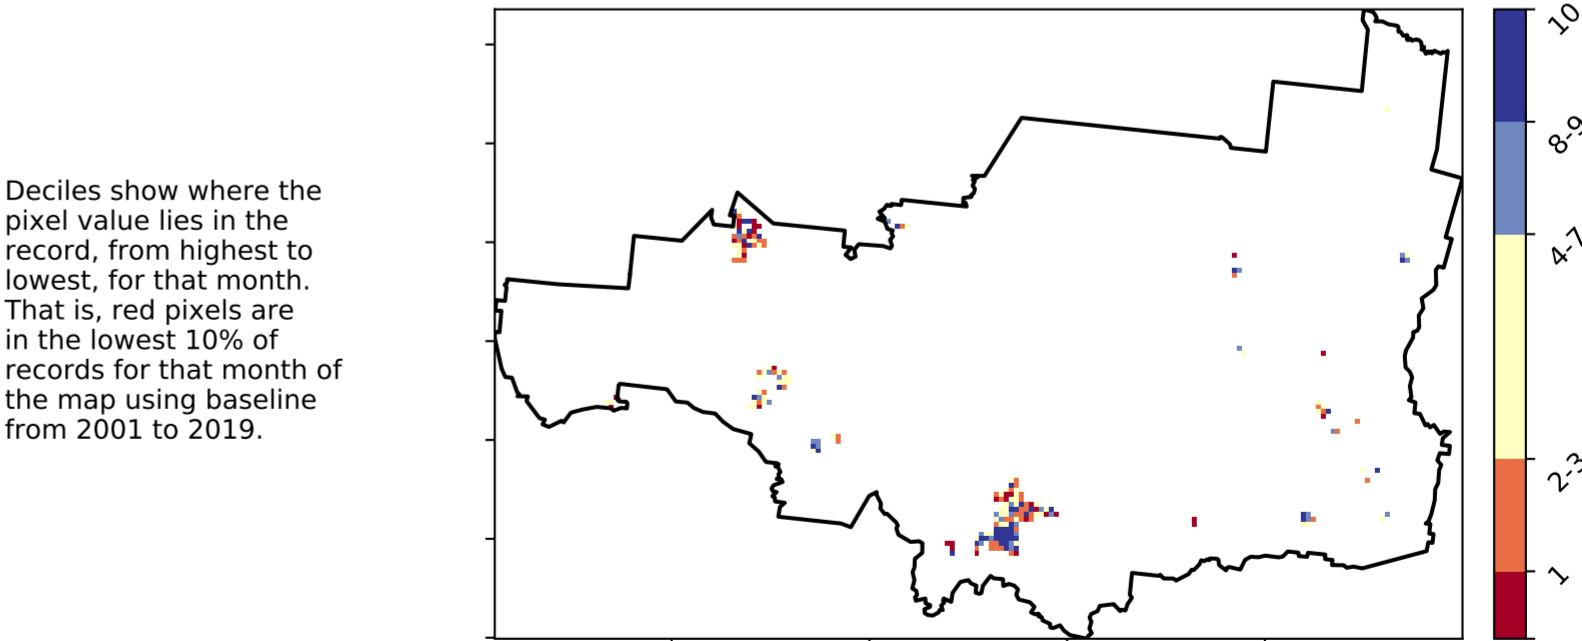 Deciles show where the
pixel value lies in the
record, from highest to
lowest, for that month.
That is, red pixels are
in the lowest 10% of
records for that month of
the map using baseline
from 2001 to 2019.
10
8-9
4-7
2-3
1